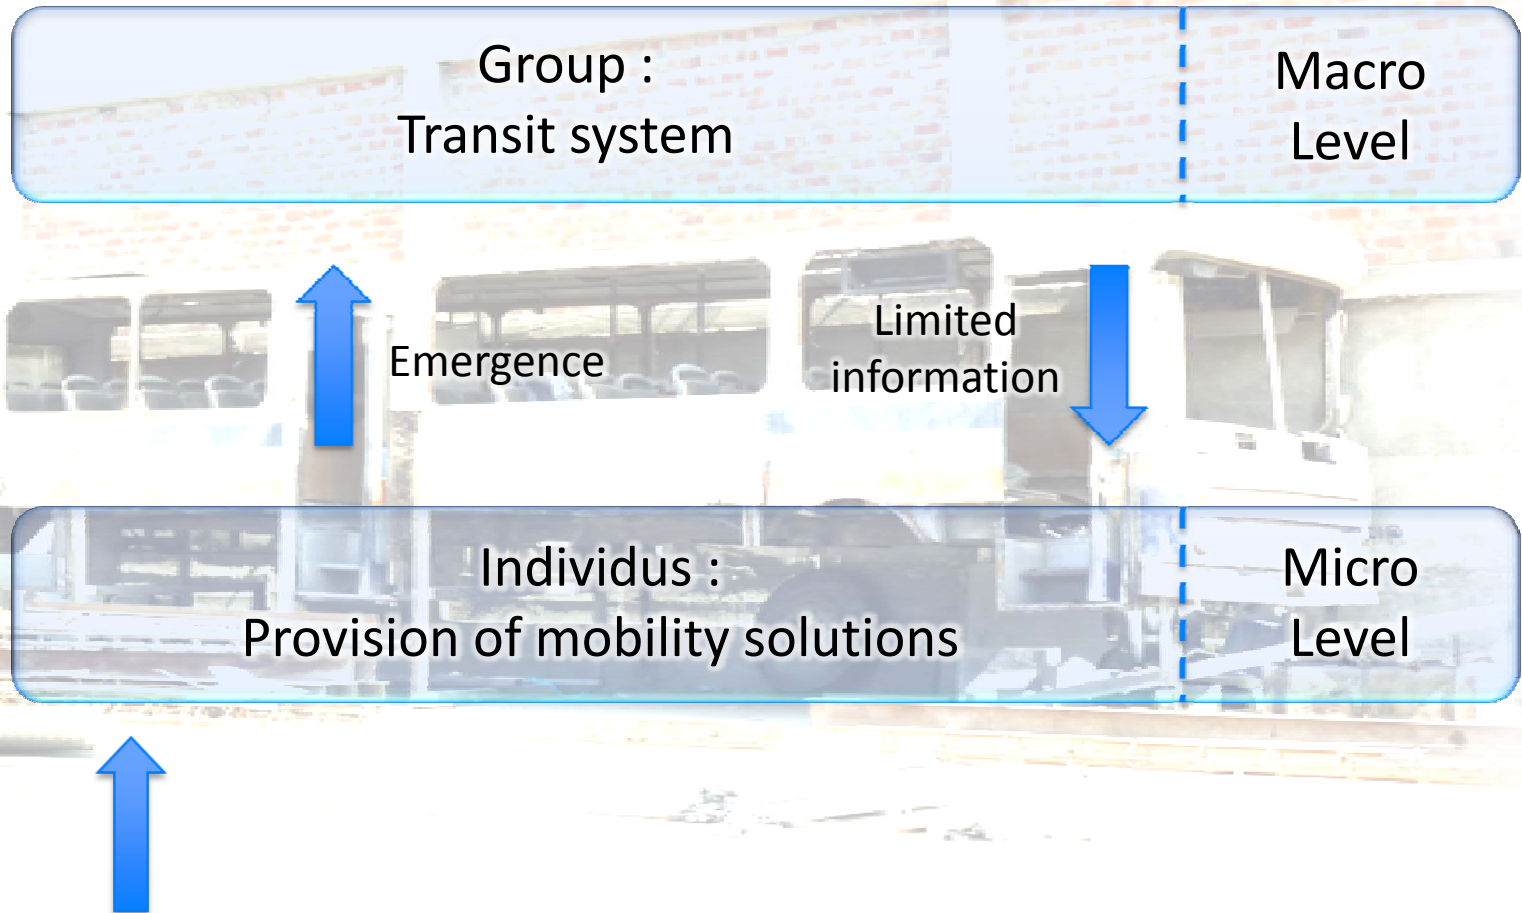 Group :
Transit system
Macro
Level
Emergence
Limited
information
Individus :
Provision of mobility solutions
Micro
Level